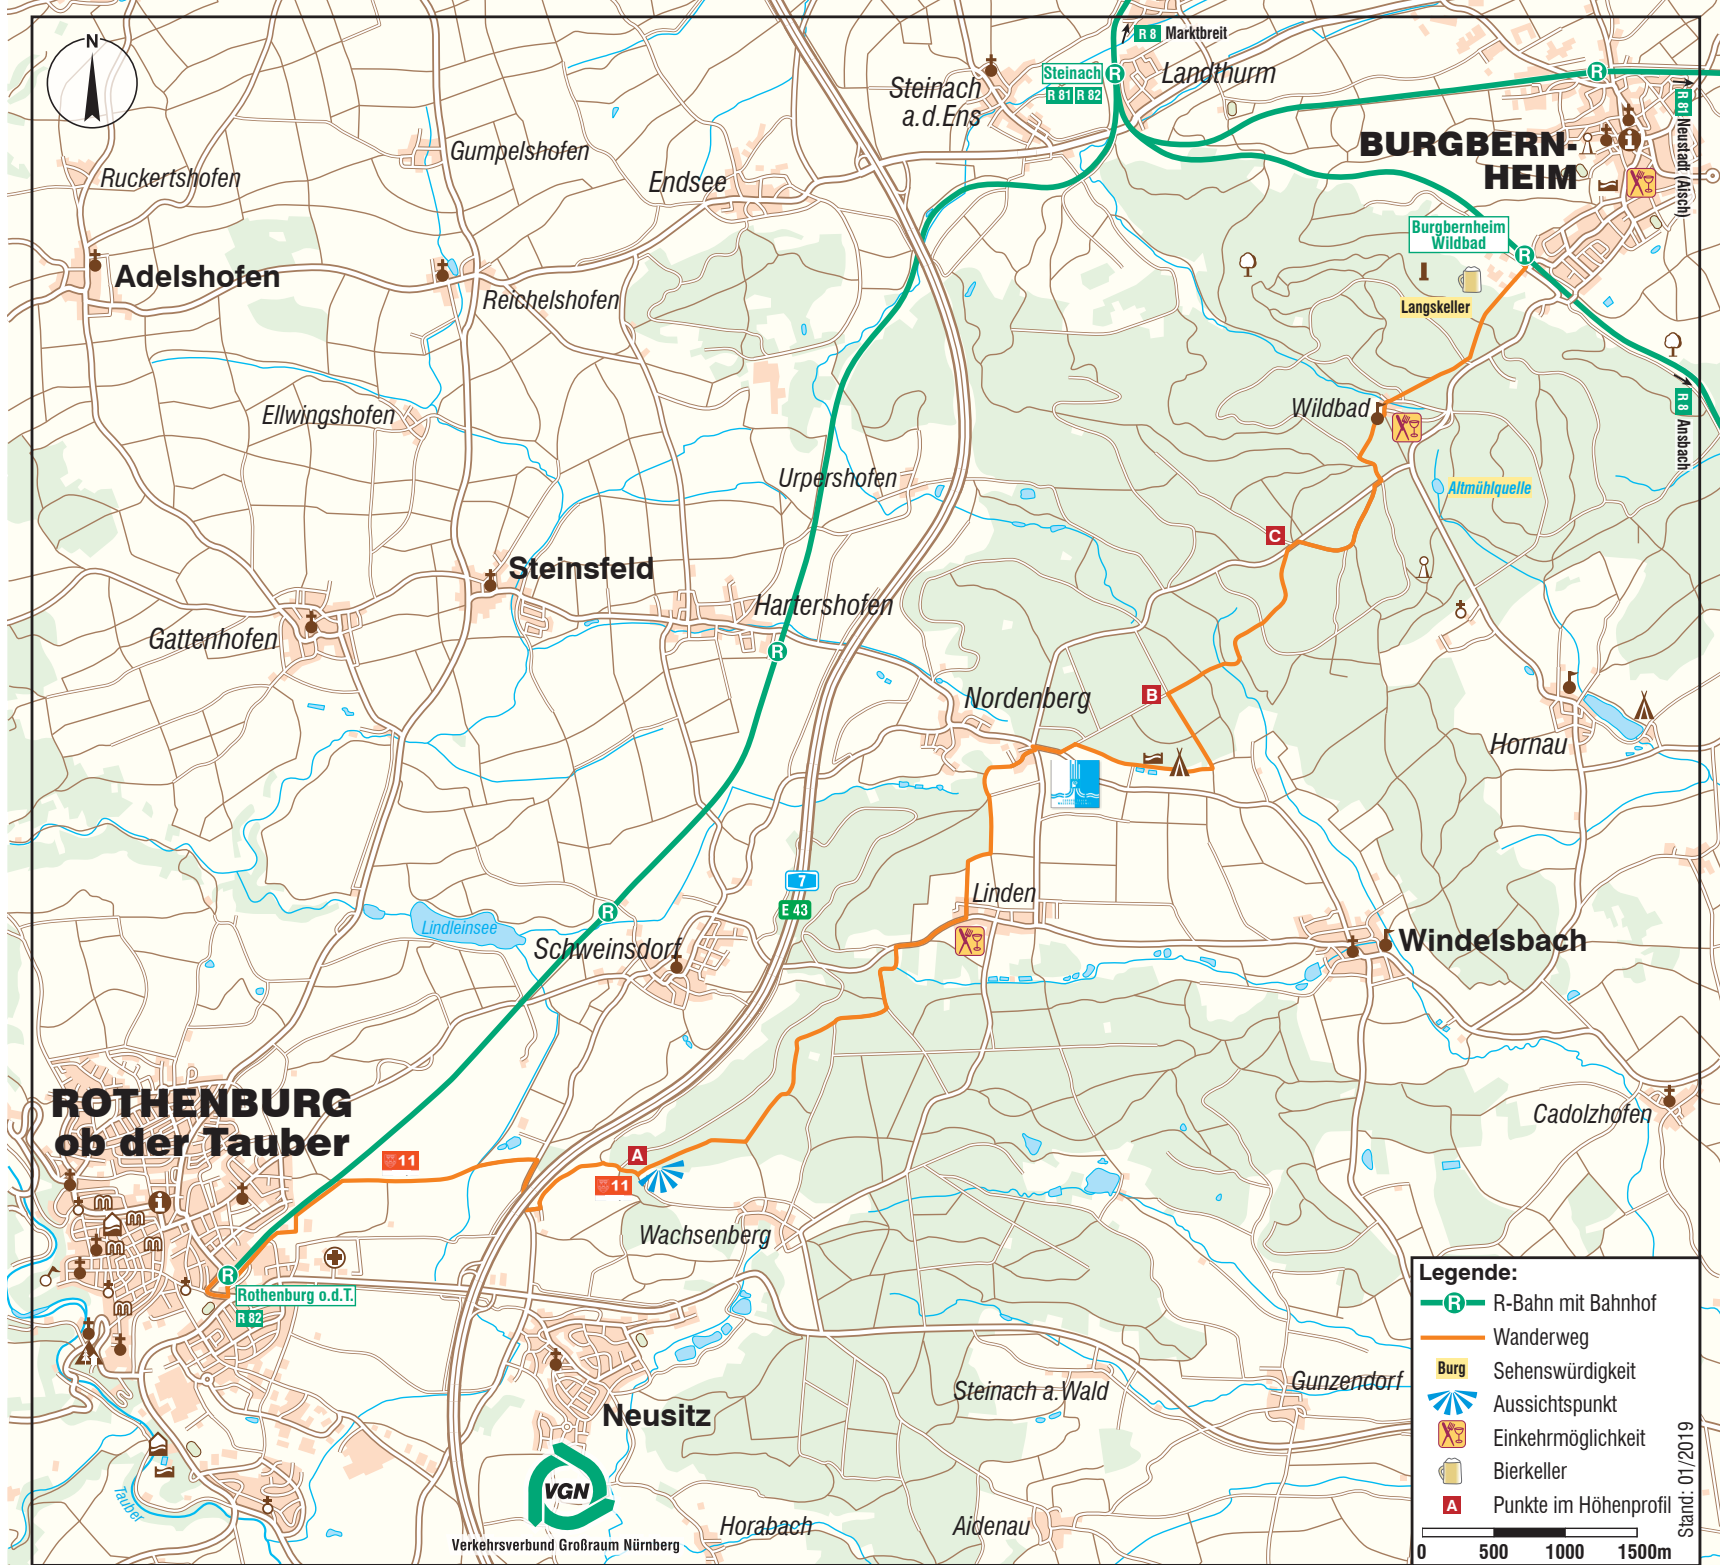 N
R 8 Marktbreit
Steinach
R 81 R 82
R
Landthurm
Steinach
a.d.Ens
R
R 81 Neustadt (Aisch)
BURGBERN-
HEIM
i
Gumpelshofen
Ruckertshofen
Endsee
Burgbernheim
Wildbad
R
Adelshofen
Reichelshofen
Langskeller
R 8 Ansbach
Ellwingshofen
Wildbad
Urpershofen
Altmühlquelle
C
Steinsfeld
Hartershofen
Gattenhofen
R
B
Nordenberg
Hornau
7
E 43
Linden
R
Lindleinsee
Schweinsdorf
Windelsbach
ROTHENBURG
ob der Tauber
Cadolzhofen
11
A
11
i
Wachsenberg
R
Rothenburg o.d.T.
R 82
Steinach a.Wald
Gunzendorf
Neusitz
Tauber
VGN
Verkehrsverbund Großraum Nürnberg
Horabach
Aidenau
Legende:
R R-Bahn mit Bahnhof
Wanderweg
Burg Sehenswürdigkeit
Aussichtspunkt
Einkehrmöglichkeit
Bierkeller
A Punkte im Höhenprofil
0 500 1000 1500m
Stand: 01/2019